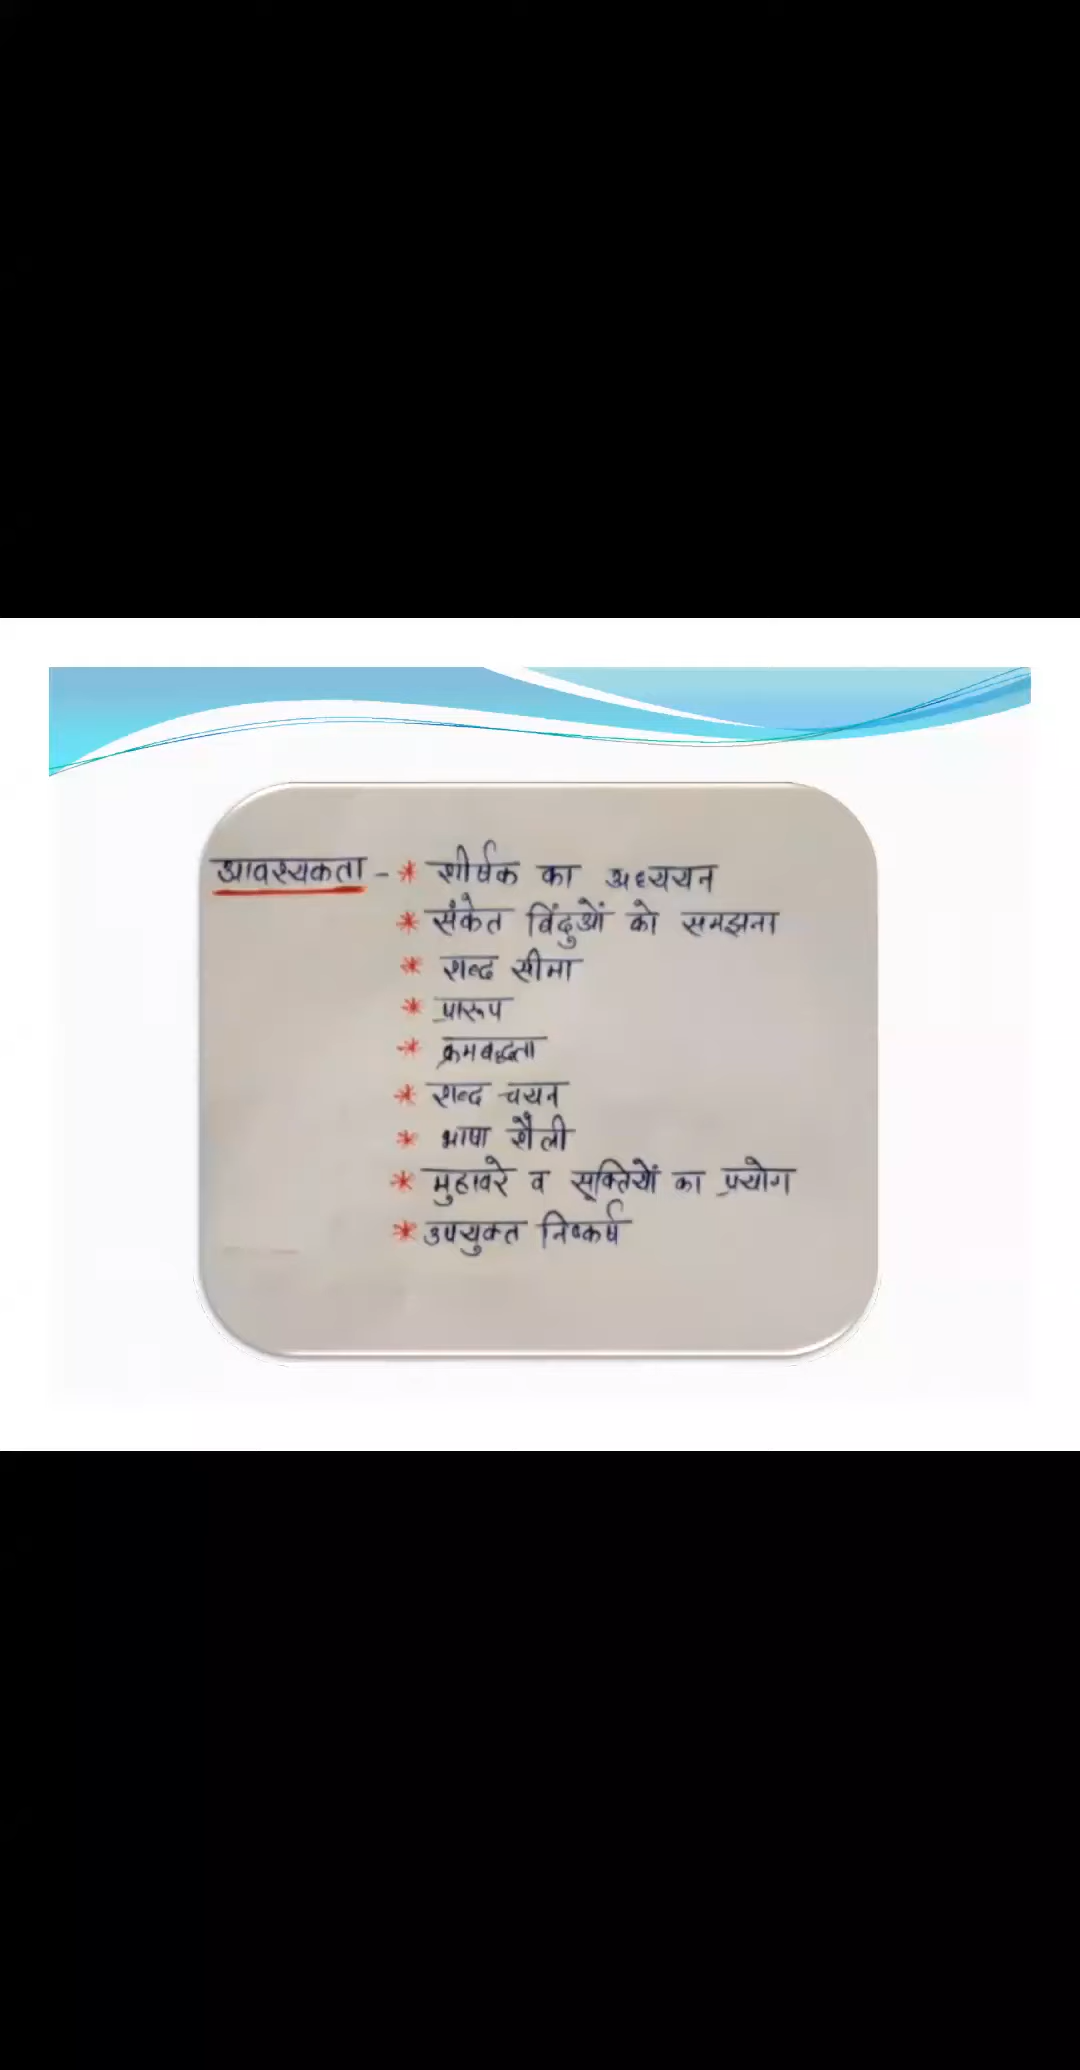 आवश्यकता - * शीर्षक का अध्ययन
* संकेत बिंदुओं को समझना
* शब्द सीमा
* प्रारूप
* क्रमबद्धता
* शब्द चयन
* भाषा शैली
* मुहावरे व सूक्तियों का प्रयोग
* उपयुक्त निष्कर्ष